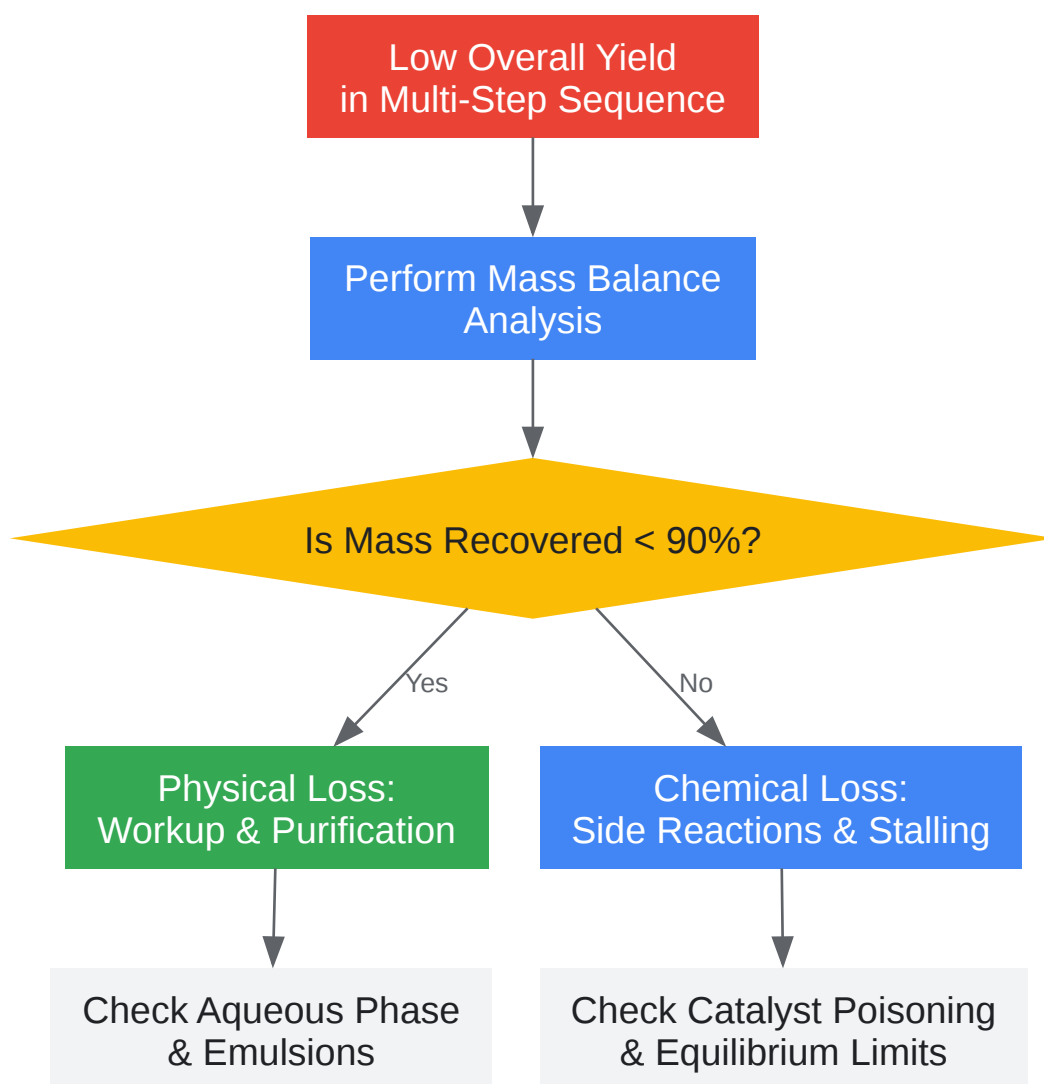 Low Overall Yield
in Multi-Step Sequence
Perform Mass Balance
Analysis
Is Mass Recovered < 90%?
Yes
No
Physical Loss:
Workup & Purification
Chemical Loss:
Side Reactions & Stalling
Check Aqueous Phase
& Emulsions
Check Catalyst Poisoning
& Equilibrium Limits